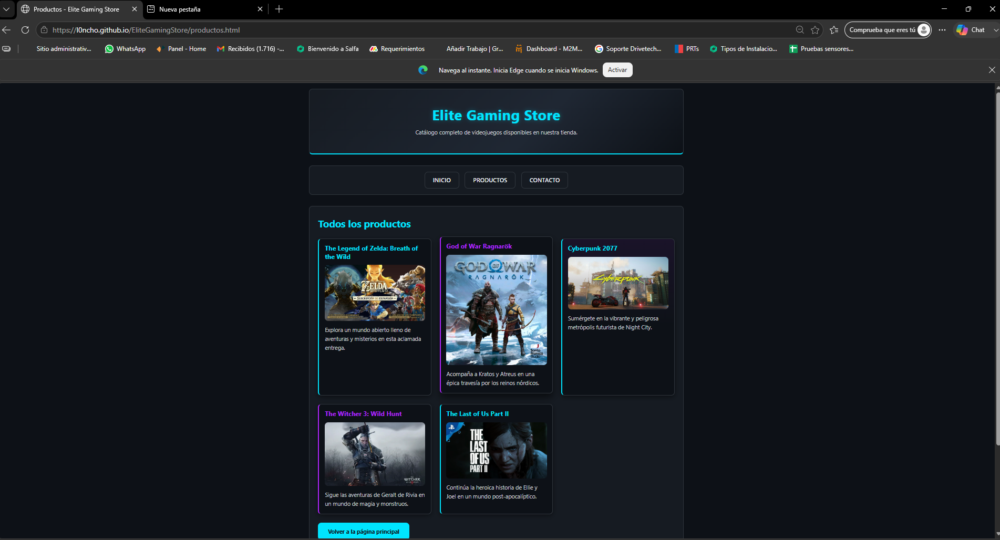 Productos - Elite Gaming Store
Nueva pestaña
https://l0ncho.github.io/EliteGamingStore/productos.html
Comprueba que eres tú
Chat
Sitio administrativ...
WhatsApp
Panel - Home
Recibidos (1.716) -...
Bienvenido a Salfa
Requerimientos
Añadir Trabajo | Gr...
Dashboard - M2M...
Soporte Drivetech...
PRTs
Tipos de Instalacio...
Pruebas sensores...
Navega al instante. Inicia Edge cuando se inicia Windows.
Activar
Elite Gaming Store
Catálogo completo de videojuegos disponibles en nuestra tienda.
INICIO
PRODUCTOS
CONTACTO
Todos los productos
The Legend of Zelda: Breath of
the Wild
ZELDA
SUSCRIPCIÓN DE EXPANSIÓN
Explora un mundo abierto lleno de
aventuras y misterios en esta aclamada
entrega.
God of War Ragnarök
GOD OF WAR
RAGNARÖK
Santa
Monica
Studio
Acompaña a Kratos y Atreus en una
épica travesía por los reinos nórdicos.
Cyberpunk 2077
Cyberpunk
Sumérgete en la vibrante y peligrosa
metrópolis futurista de Night City.
The Witcher 3: Wild Hunt
THE
WITCHER
Sigue las aventuras de Geralt de Rivia en
un mundo de magia y monstruos.
The Last of Us Part II
THE
LAST
OF US
PART II
Continúa la heroica historia de Ellie y
Joel en un mundo post-apocalíptico.
Volver a la página principal